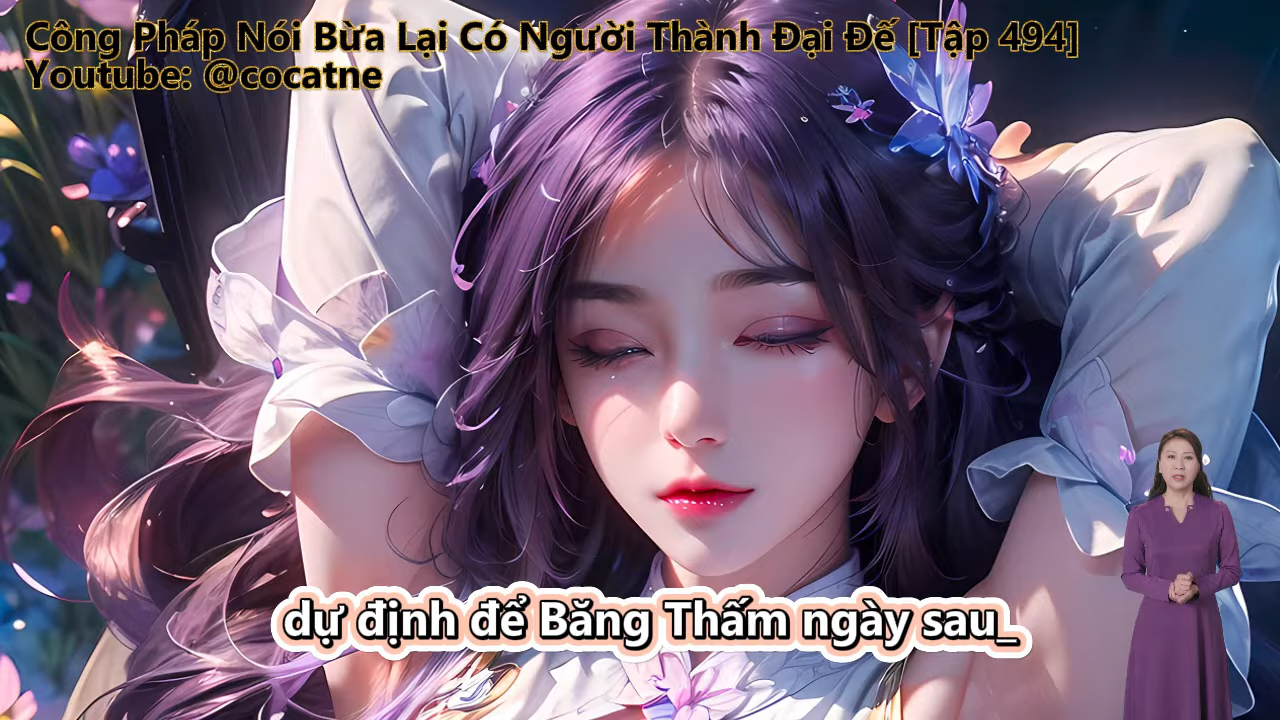 Công Pháp Nói Bừa Lại Có Người Thành Đại Đế [Tập 494]
Youtube: @cocatne
dự định để Băng Thấm ngày sau_